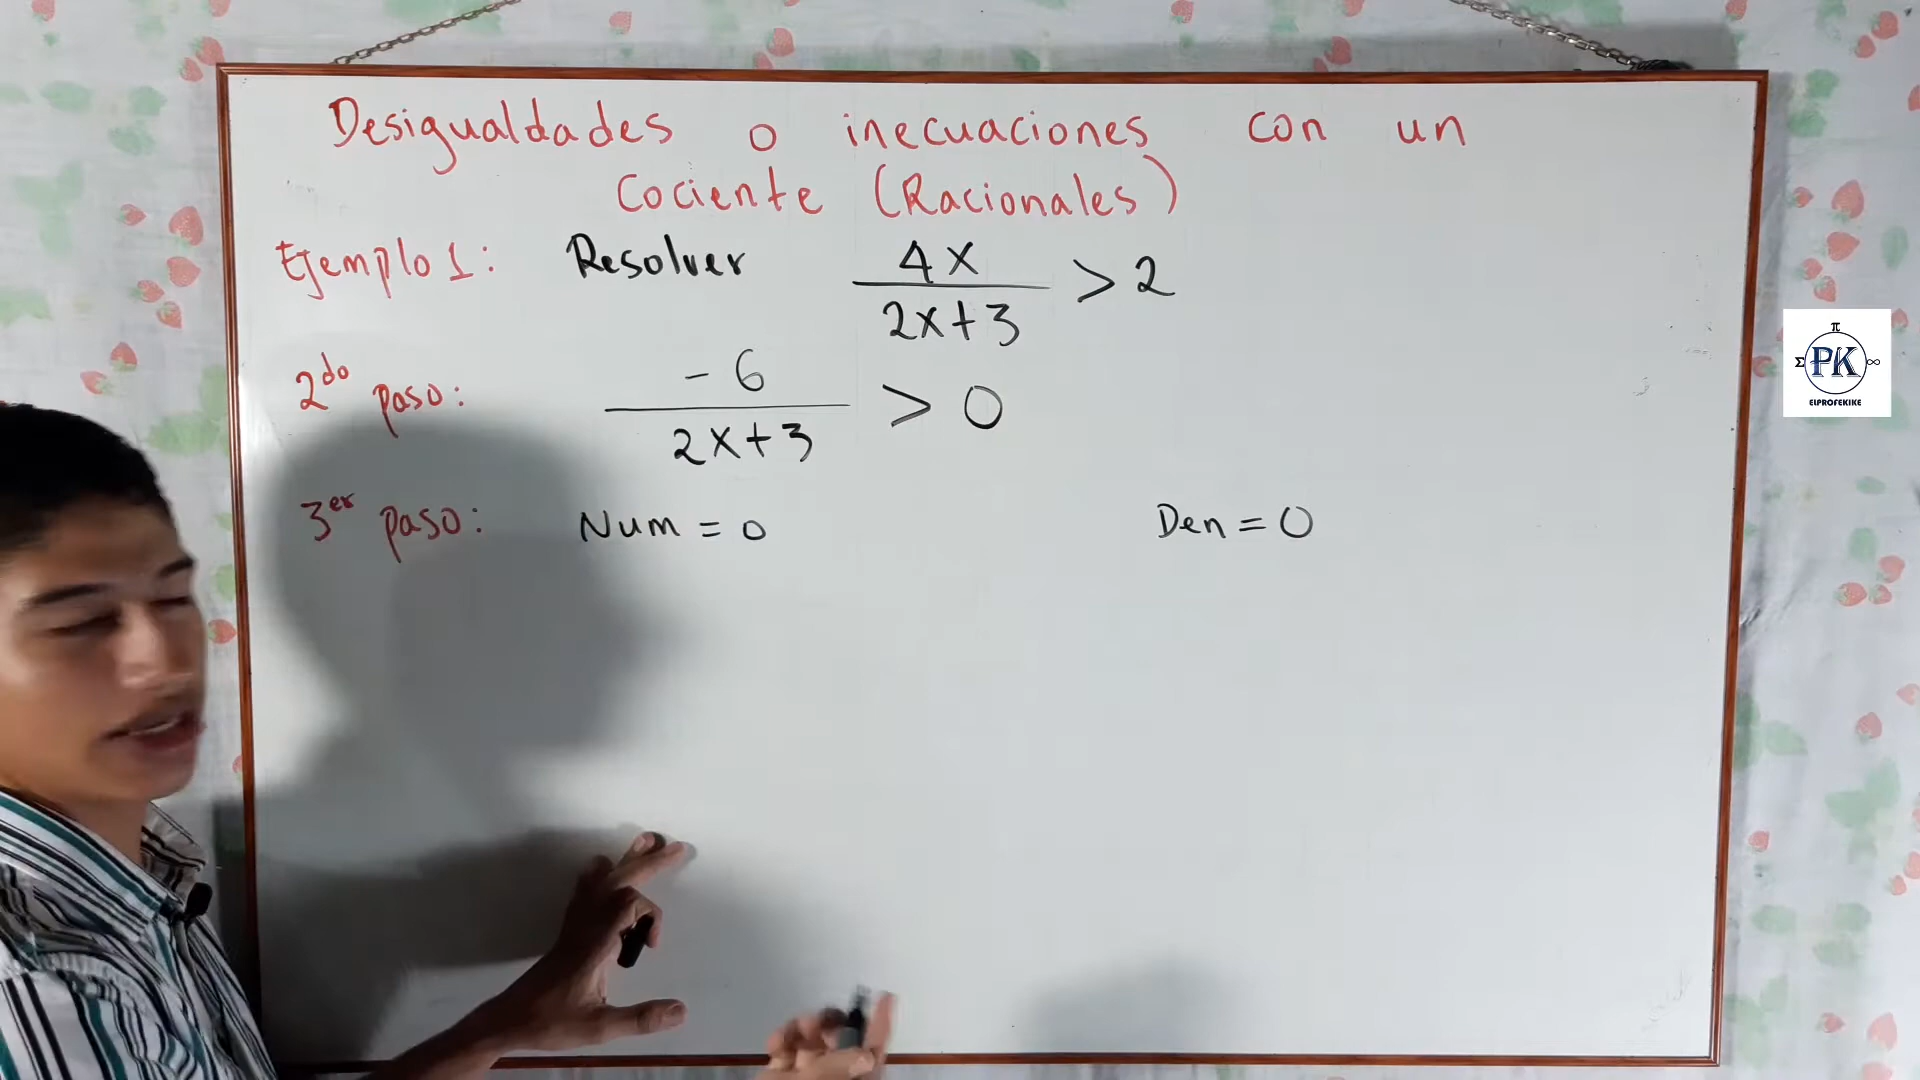 Desigualdades o inecuaciones con un
Cociente (Racionales)
Ejemplo 1: Resolver 4x / 2x+3 > 2
2do paso: -6 / 2x+3 > 0
3er paso: Num = 0 Den = 0
π
Σ PK ∞
ELPROFEKIKE